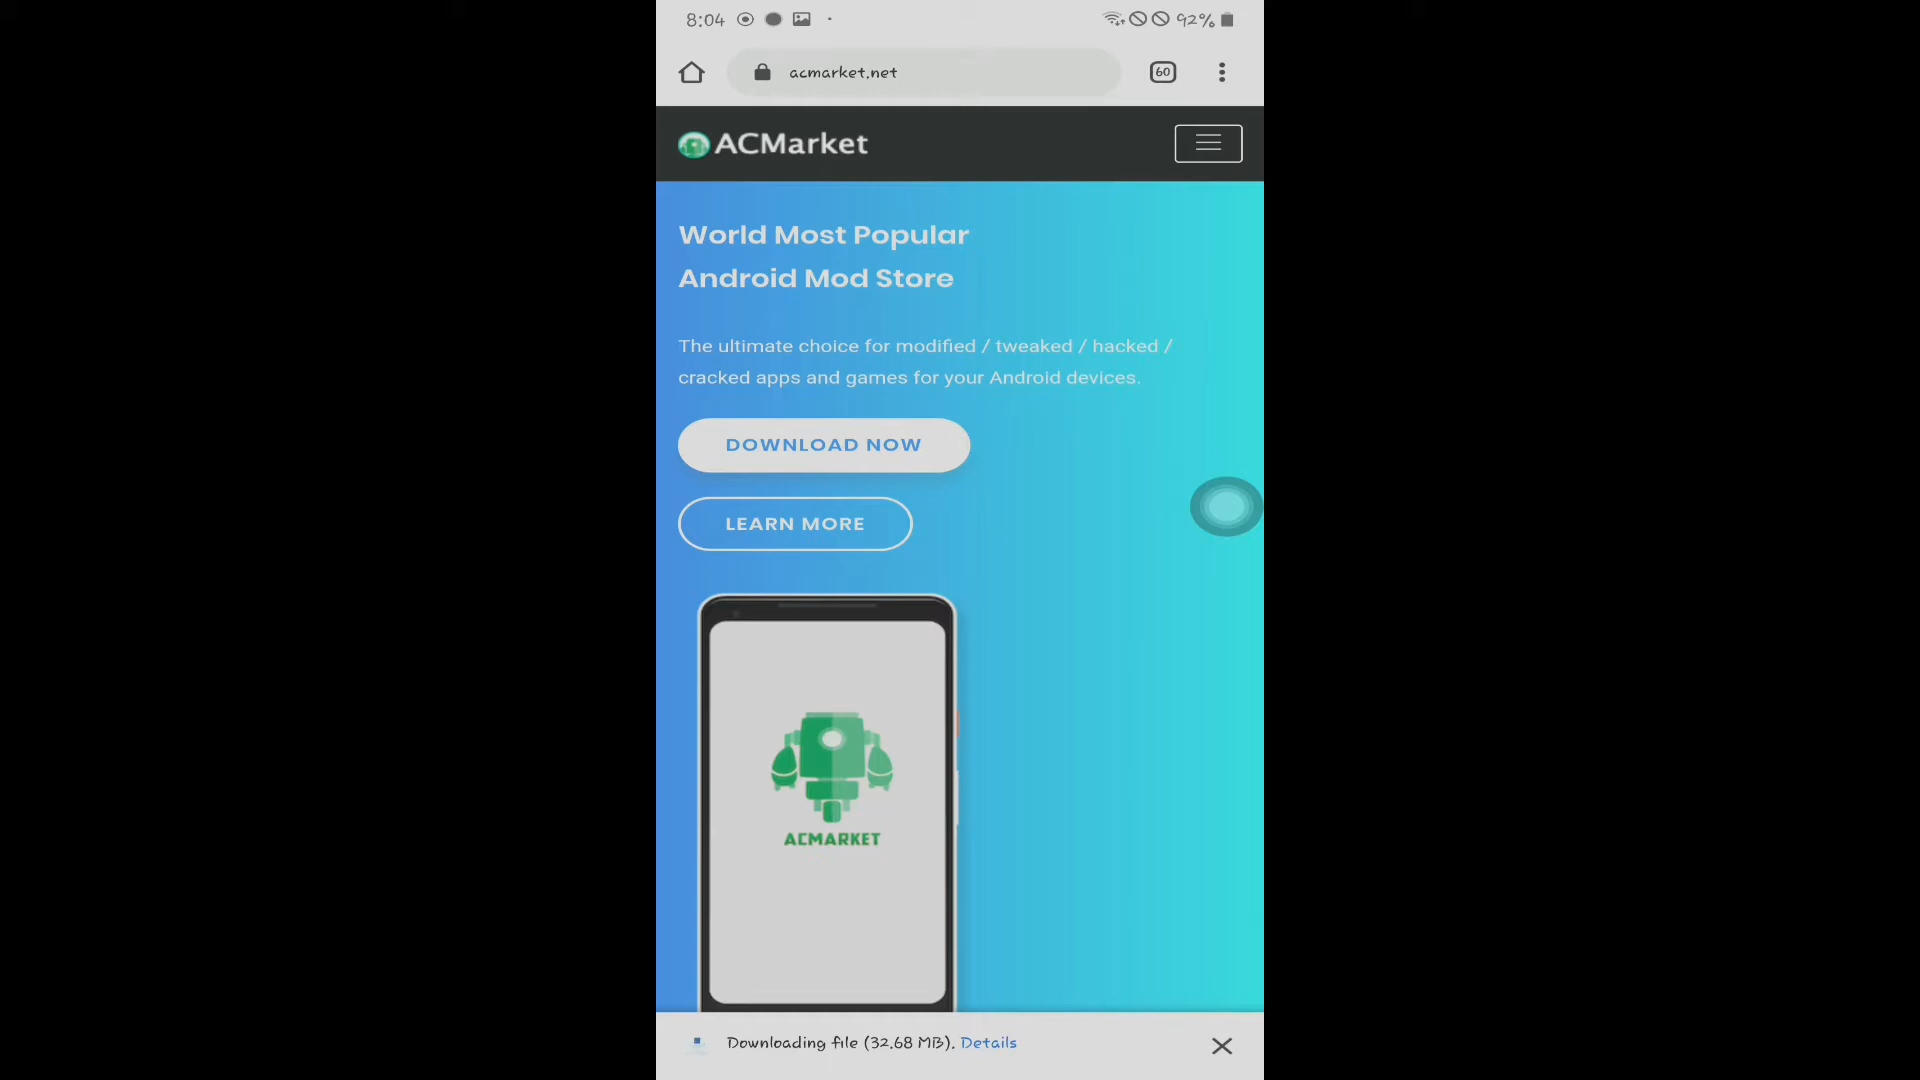 8:04
92%
acmarket.net
60
ACMarket
World Most Popular
Android Mod Store
The ultimate choice for modified / tweaked / hacked /
cracked apps and games for your Android devices.
DOWNLOAD NOW
LEARN MORE
ACMARKET
Downloading file (32.68 MB). Details